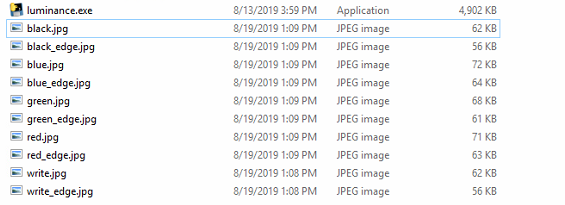 luminance.exe 8/13/2019 3:59 PM Application 4,902 KB
black.jpg 8/19/2019 1:09 PM JPEG image 62 KB
black_edge.jpg 8/19/2019 1:09 PM JPEG image 56 KB
blue.jpg 8/19/2019 1:09 PM JPEG image 72 KB
blue_edge.jpg 8/19/2019 1:09 PM JPEG image 64 KB
green.jpg 8/19/2019 1:09 PM JPEG image 68 KB
green_edge.jpg 8/19/2019 1:09 PM JPEG image 61 KB
red.jpg 8/19/2019 1:09 PM JPEG image 71 KB
red_edge.jpg 8/19/2019 1:09 PM JPEG image 63 KB
write.jpg 8/19/2019 1:08 PM JPEG image 62 KB
write_edge.jpg 8/19/2019 1:08 PM JPEG image 56 KB